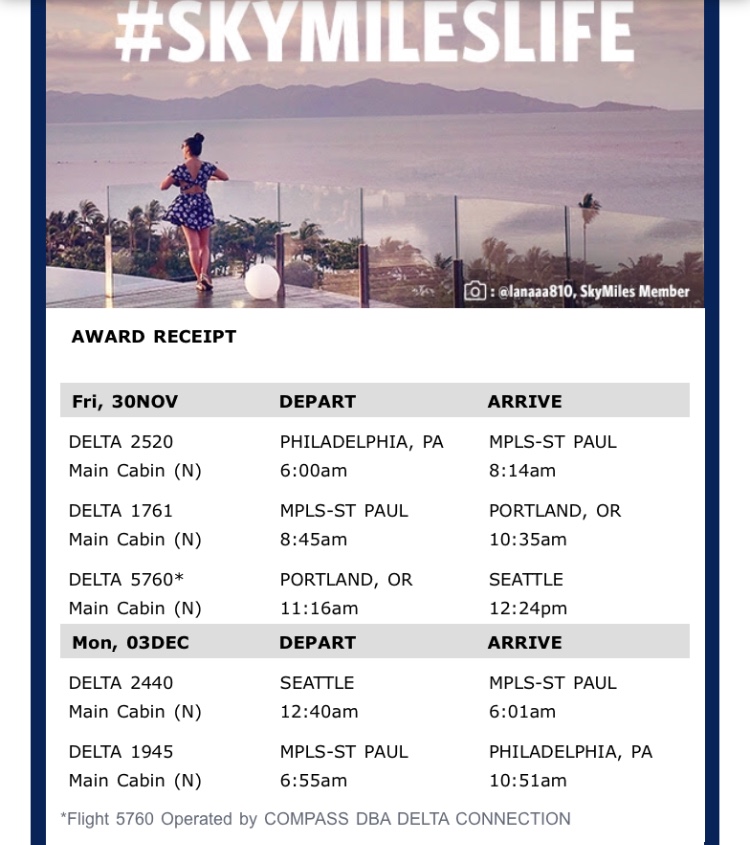 #SKYMILESLIFE
: @lanaaa810, SkyMiles Member
AWARD RECEIPT
Fri, 30NOV DEPART ARRIVE
DELTA 2520 PHILADELPHIA, PA MPLS-ST PAUL
Main Cabin (N) 6:00am 8:14am
DELTA 1761 MPLS-ST PAUL PORTLAND, OR
Main Cabin (N) 8:45am 10:35am
DELTA 5760* PORTLAND, OR SEATTLE
Main Cabin (N) 11:16am 12:24pm
Mon, 03DEC DEPART ARRIVE
DELTA 2440 SEATTLE MPLS-ST PAUL
Main Cabin (N) 12:40am 6:01am
DELTA 1945 MPLS-ST PAUL PHILADELPHIA, PA
Main Cabin (N) 6:55am 10:51am
*Flight 5760 Operated by COMPASS DBA DELTA CONNECTION